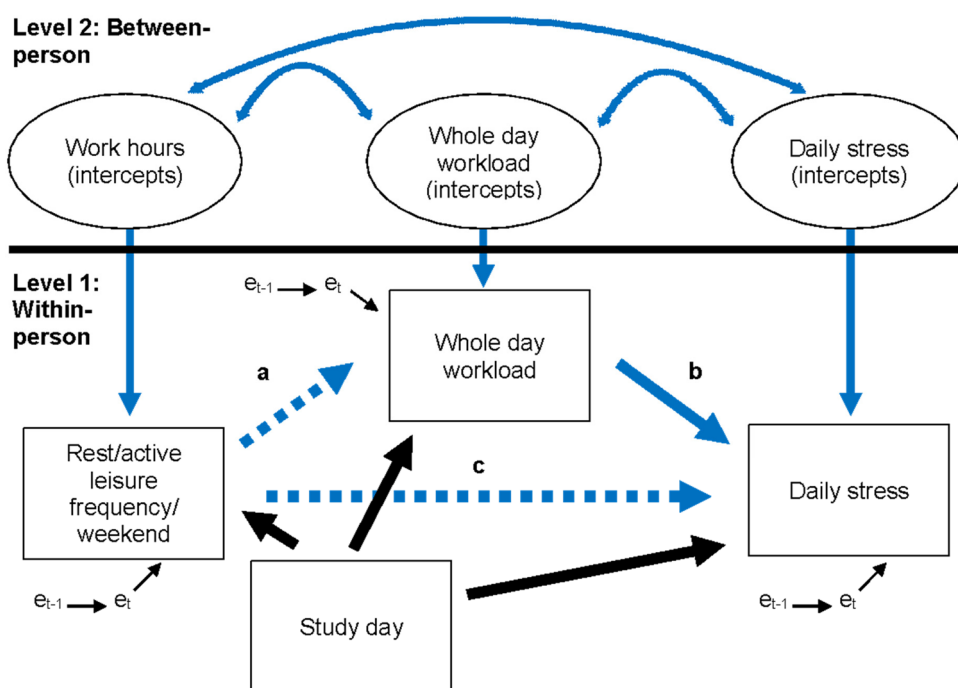 Level 2: Between-
person
Work hours
(intercepts)
Whole day
workload
(intercepts)
Daily stress
(intercepts)
Level 1:
Within-
person
et-1 et
Whole day
workload
a
b
Rest/active
leisure
frequency/
weekend
c
Daily stress
et-1 et
Study day
et-1 et